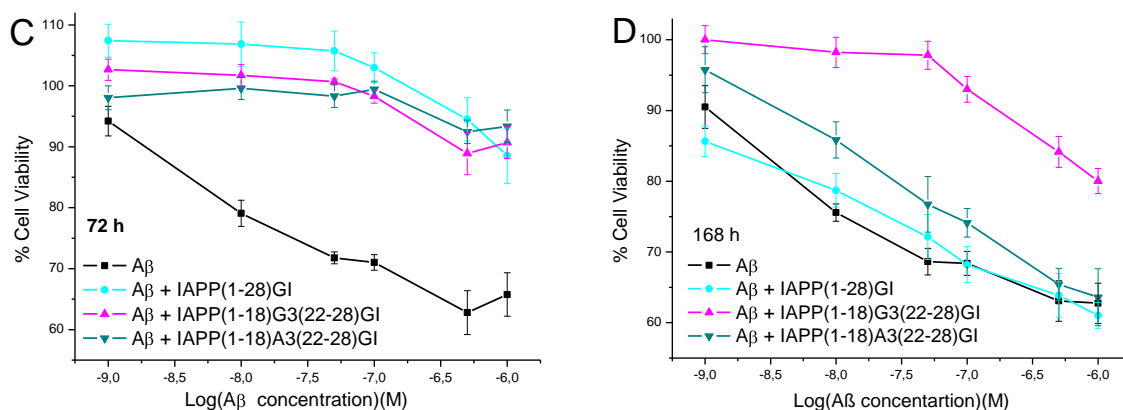 C
% Cell Viability
110
100
90
80
70
60
72 h
Aβ
Aβ + IAPP(1-28)GI
Aβ + IAPP(1-18)G3(22-28)GI
Aβ + IAPP(1-18)A3(22-28)GI
-9,0 -8,5 -8,0 -7,5 -7,0 -6,5 -6,0
Log(Aβ concentration)(M)
D
% Cell Viability
100
90
80
70
60
168 h
Aβ
Aβ + IAPP(1-28)GI
Aβ + IAPP(1-18)G3(22-28)GI
Aβ + IAPP(1-18)A3(22-28)GI
-9,0 -8,5 -8,0 -7,5 -7,0 -6,5 -6,0
Log(Aß concentartion)(M)